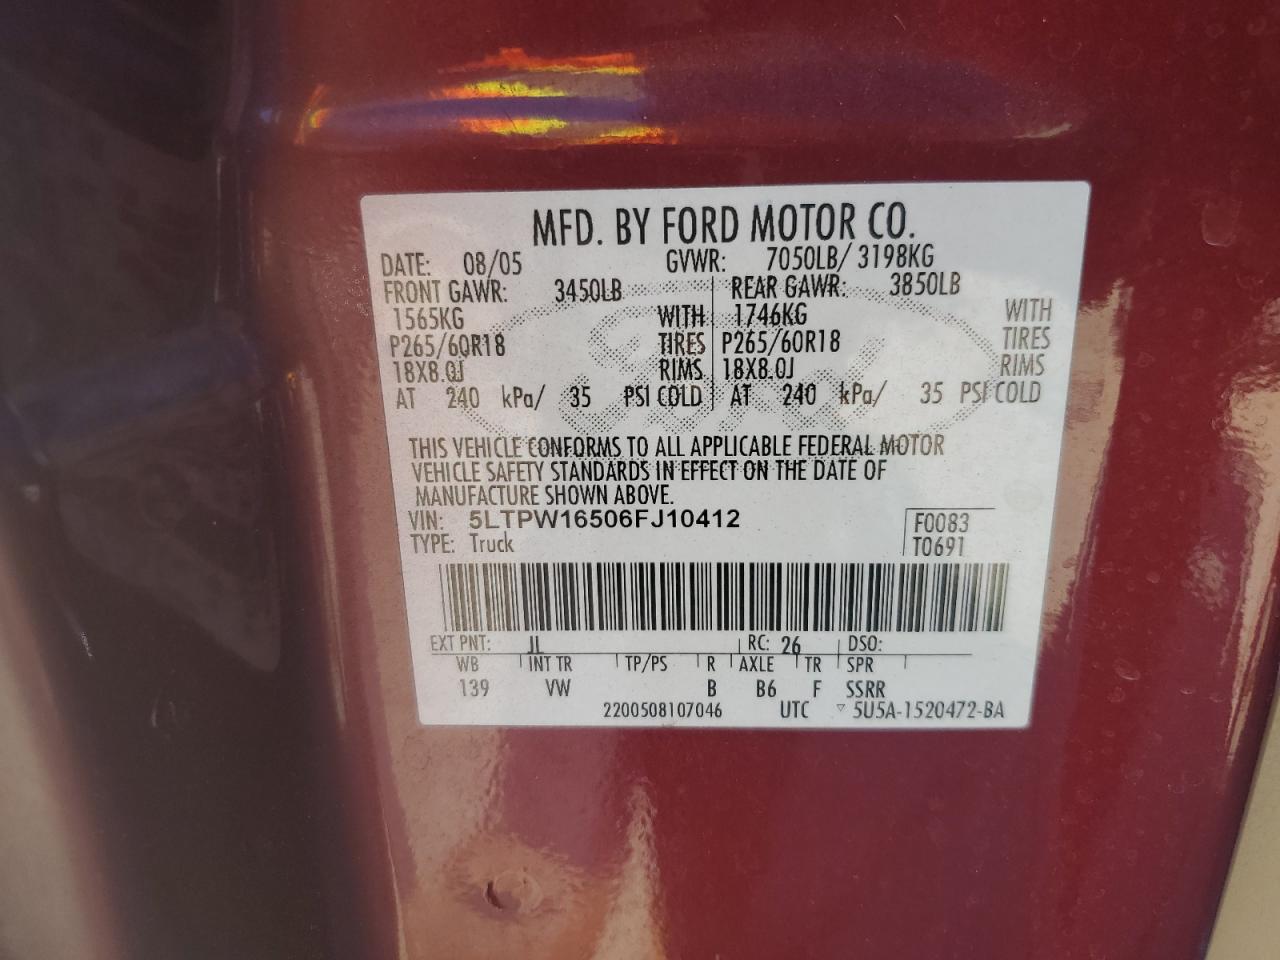 MFD. BY FORD MOTOR CO.
DATE: 08/05 GVWR: 7050LB/ 3198KG
FRONT GAWR: 3450LB REAR GAWR: 3850LB
1565KG WITH 1746KG WITH
P265/60R18 TIRES P265/60R18 TIRES
18X8.0J RIMS 18X8.0J RIMS
AT 240 kPa/ 35 PSI COLD AT 240 kPa/ 35 PSI COLD
THIS VEHICLE CONFORMS TO ALL APPLICABLE FEDERAL MOTOR
VEHICLE SAFETY STANDARDS IN EFFECT ON THE DATE OF
MANUFACTURE SHOWN ABOVE.
VIN: 5LTPW16506FJ10412 F0083
TYPE: Truck T0691
EXT PNT: JL RC: 26 DSO:
WB INT TR TP/PS R AXLE TR SPR
139 VW B B6 F SSRR
2200508107046 UTC ▽ 5U5A-1520472-BA